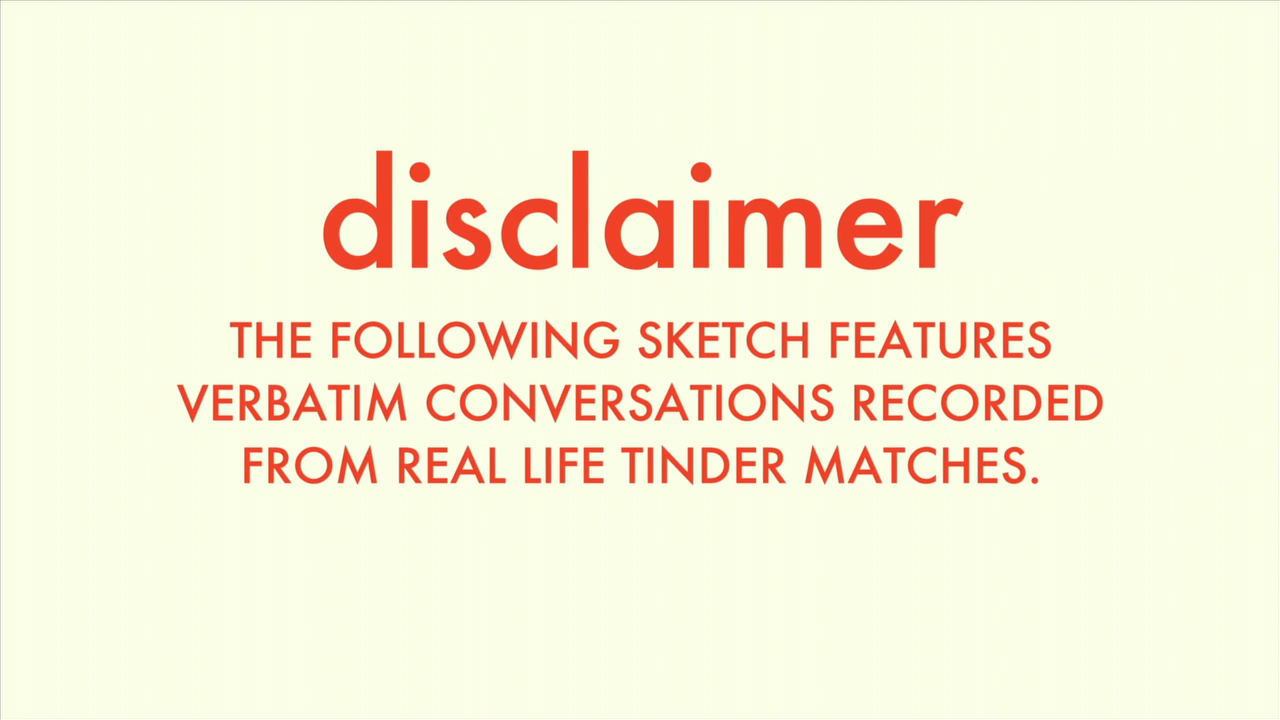 disclaimer
THE FOLLOWING SKETCH FEATURES
VERBATIM CONVERSATIONS RECORDED
FROM REAL LIFE TINDER MATCHES.